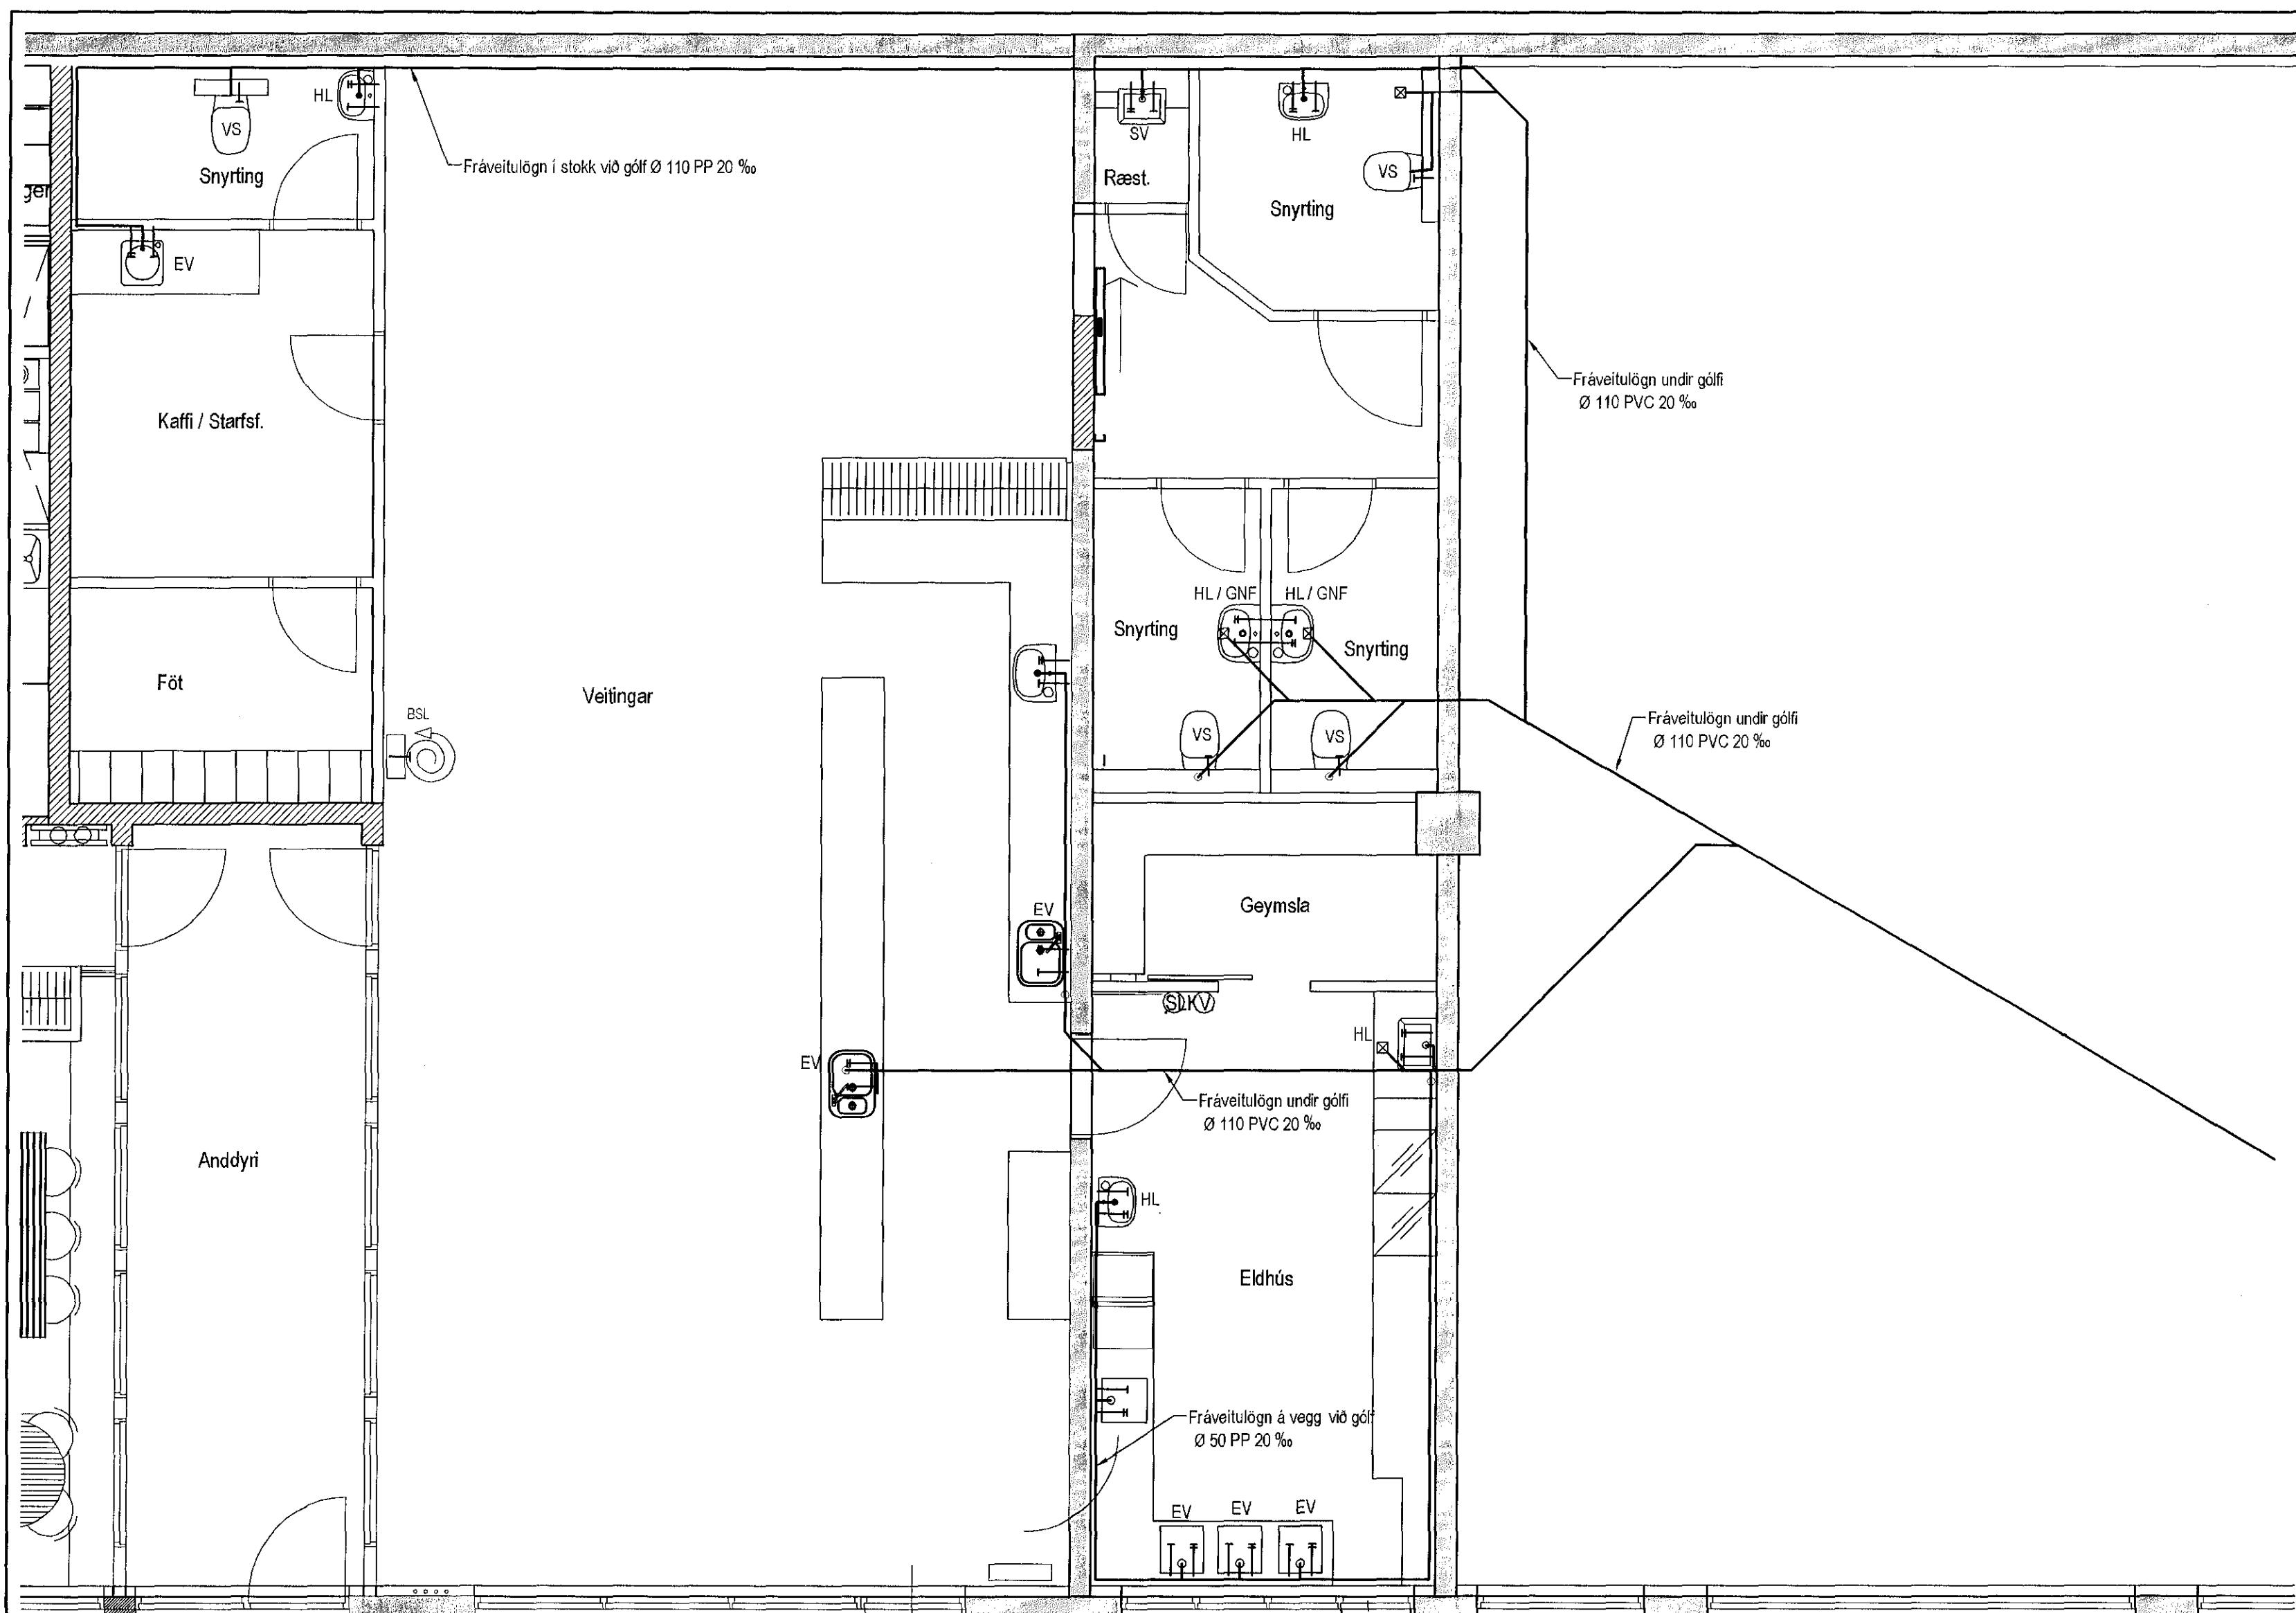 HL
VS
Snyrting
Fráveitulögn í stokk við gólf Ø 110 PP 20 ‰
SV
HL
Ræst.
VS
Snyrting
EV
Kaffi / Starfsf.
Fráveitulögn undir gólfi
Ø 110 PVC 20 ‰
HL / GNF
HL / GNF
Snyrting
Snyrting
Föt
Veitingar
BSL
VS
VS
Fráveitulögn undir gólfi
Ø 110 PVC 20 ‰
EV
Geymsla
HL
EV
Fráveitulögn undir gólfi
Ø 110 PVC 20 ‰
Anddyri
HL
Eldhús
Fráveitulögn á vegg við gólf
Ø 50 PP 20 ‰
EV
EV
EV